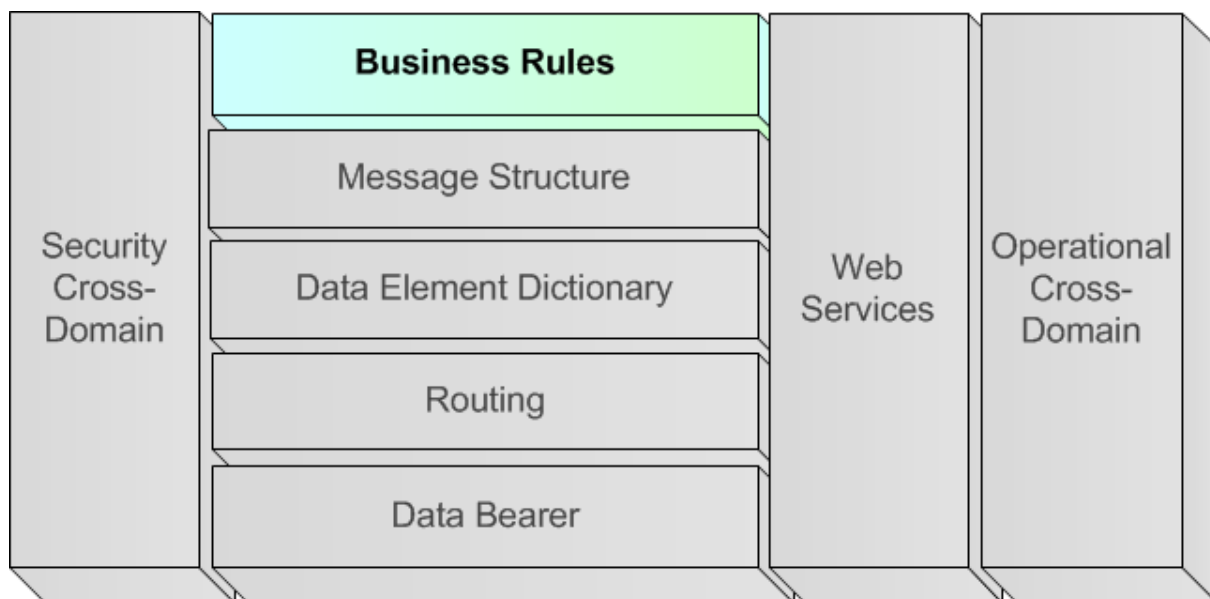 Business Rules
Message Structure
Data Element Dictionary
Routing
Data Bearer
Security
Cross-
Domain
Web
Services
Operational
Cross-
Domain